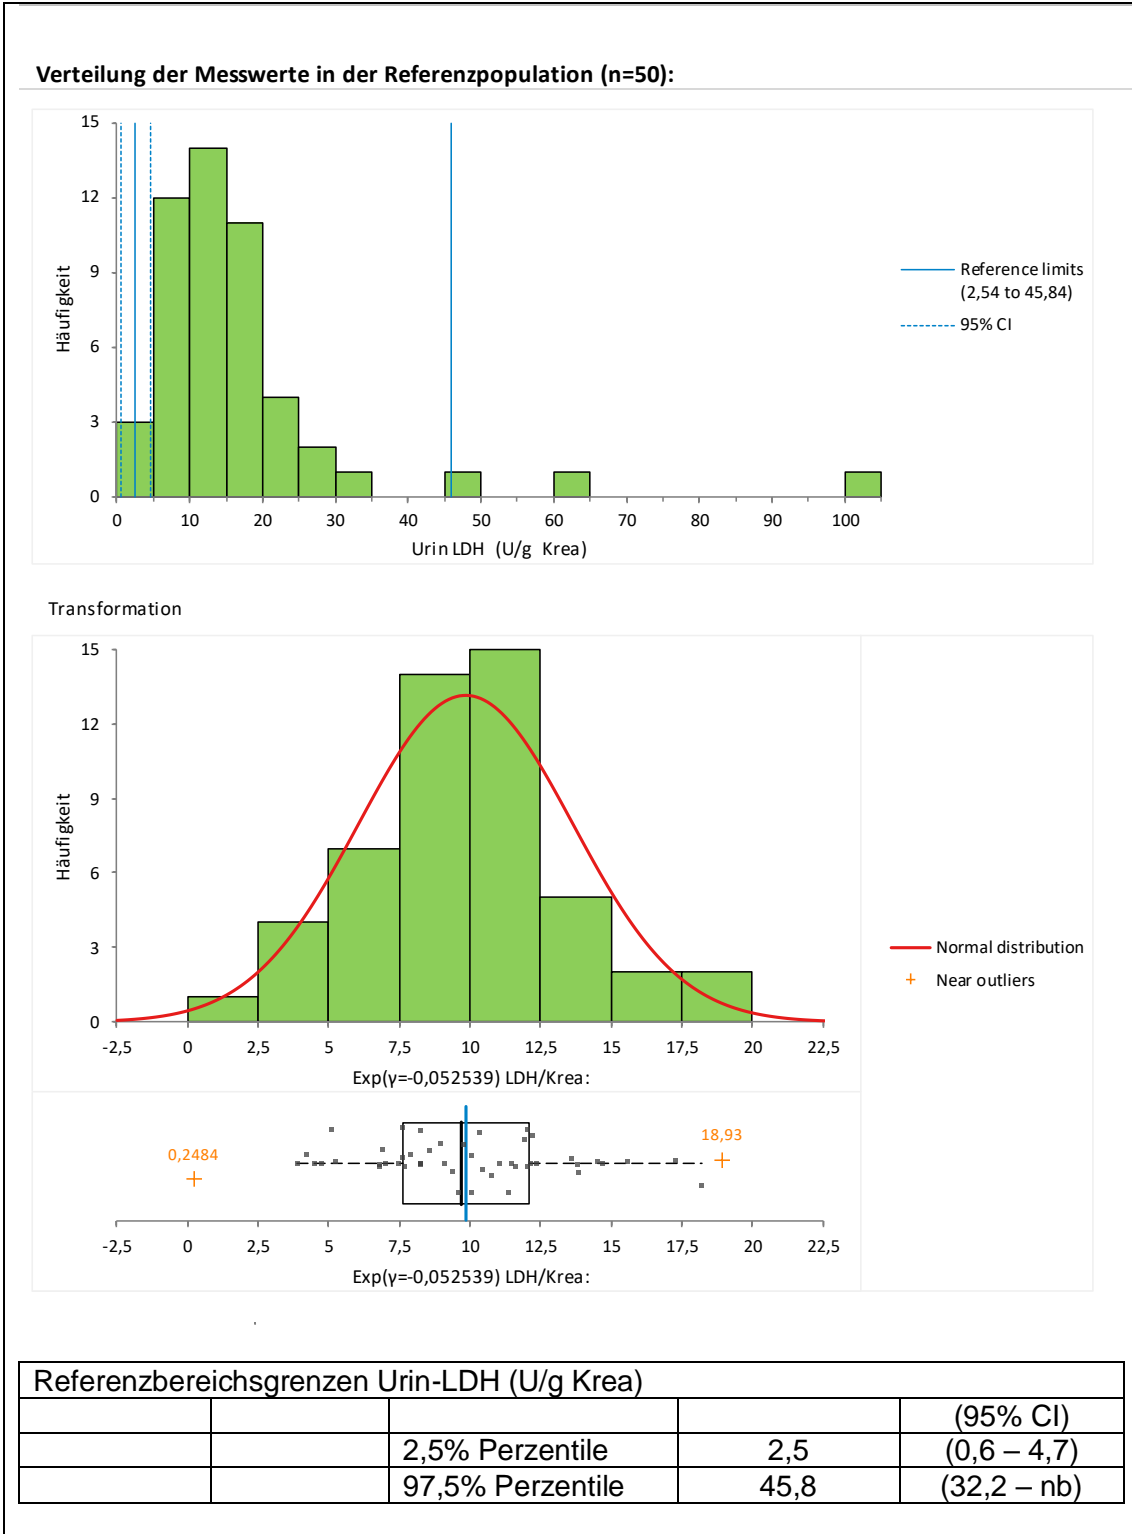 Verteilung der Messwerte in der Referenzpopulation (n=50):
15
12
9
6
3
0
Häufigkeit
0 10 20 30 40 50 60 70 80 90 100
Urin LDH (U/g Krea)
Reference limits
(2,54 to 45,84)
95% CI
Transformation
15
12
9
6
3
0
Häufigkeit
-2,5 0 2,5 5 7,5 10 12,5 15 17,5 20 22,5
Exp(γ=-0,052539) LDH/Krea:
Normal distribution
Near outliers
0,2484
18,93
-2,5 0 2,5 5 7,5 10 12,5 15 17,5 20 22,5
Exp(γ=-0,052539) LDH/Krea:
Referenzbereichsgrenzen Urin-LDH (U/g Krea)
(95% CI)
2,5% Perzentile 2,5 (0,6 – 4,7)
97,5% Perzentile 45,8 (32,2 – nb)